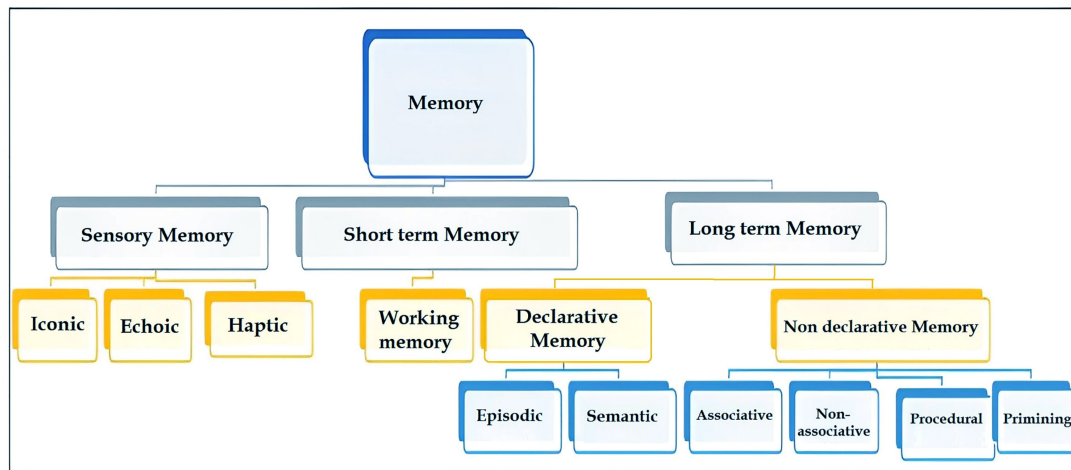 Memory
Sensory Memory
Short term Memory
Long term Memory
Iconic
Echoic
Haptic
Working
memory
Declarative
Memory
Non declarative Memory
Episodic
Semantic
Associative
Non-
associative
Procedural
Primining